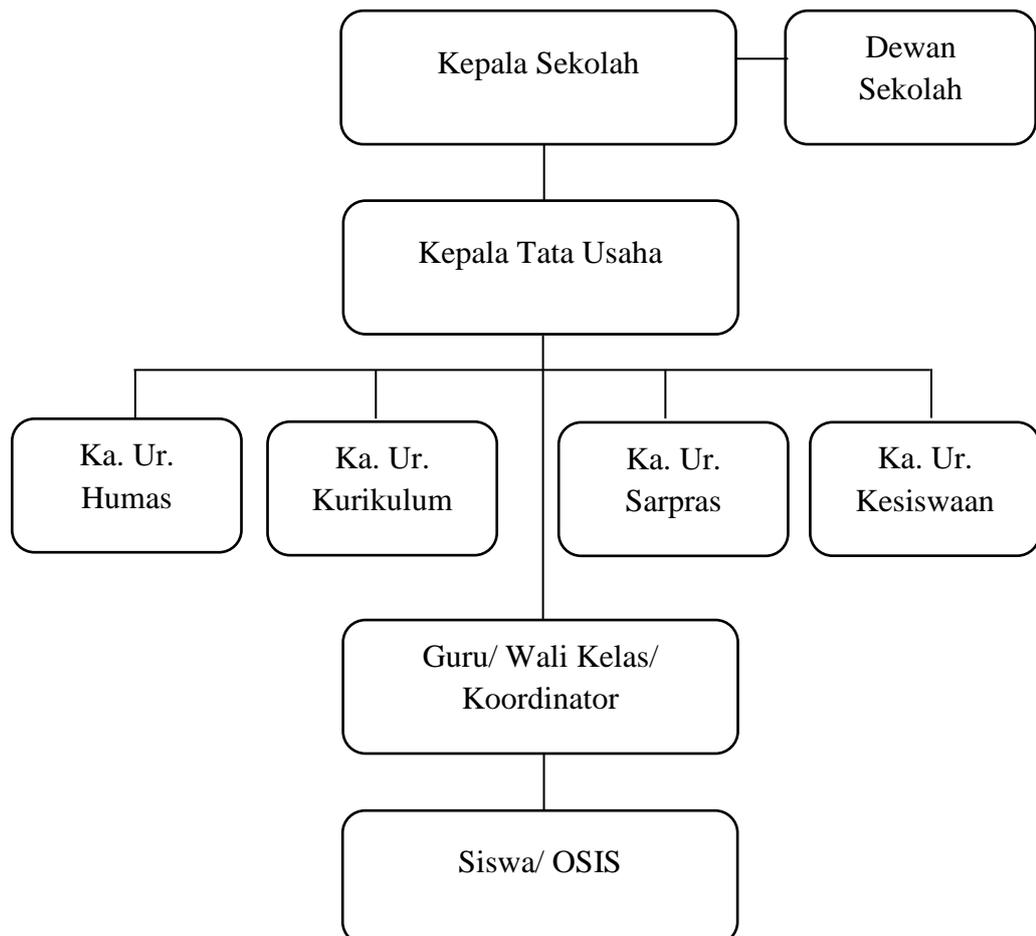 Kepala Sekolah
Dewan
Sekolah
Kepala Tata Usaha
Ka. Ur.
Humas
Ka. Ur.
Kurikulum
Ka. Ur.
Sarpras
Ka. Ur.
Kesiswaan
Guru/ Wali Kelas/
Koordinator
Siswa/ OSIS